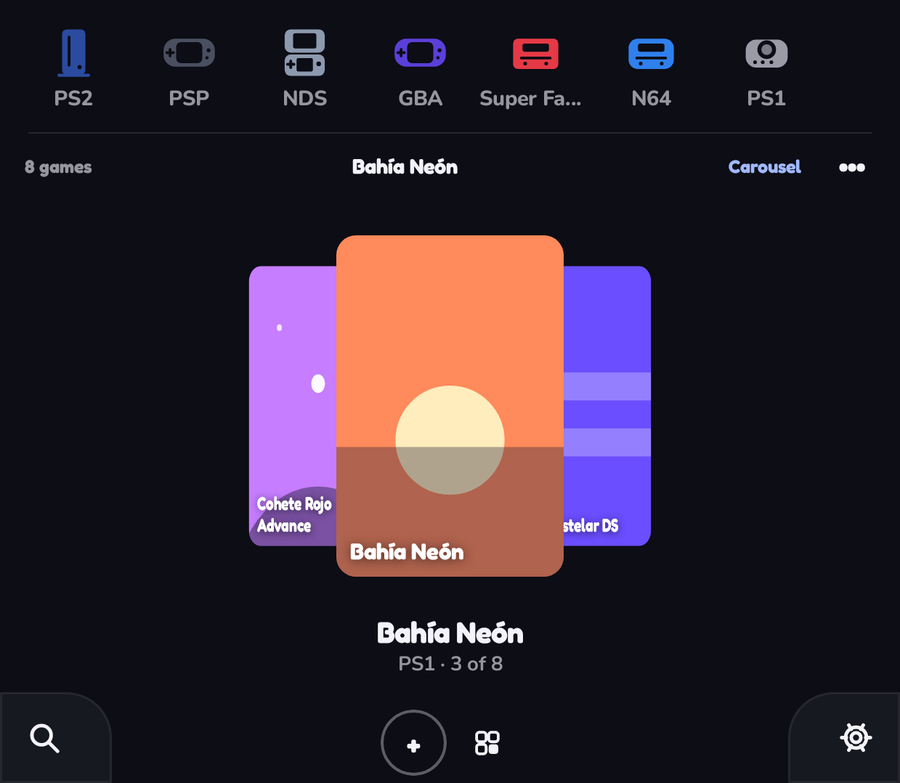 PS2
PSP
NDS
GBA
Super Fa...
N64
PS1
8 games
Bahía Neón
Carousel
Cohete Rojo
Advance
Bahía Neón
stelar DS
Bahía Neón
PS1 · 3 of 8